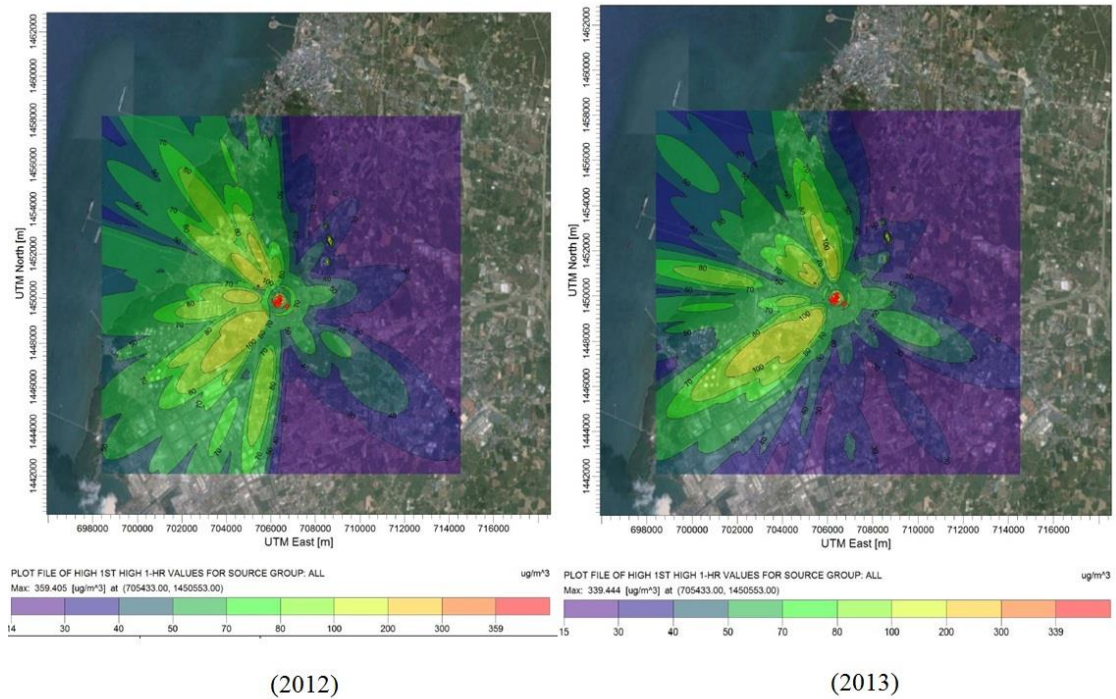 1462000
1460000
1458000
1456000
1454000
1452000
1450000
1448000
1446000
1444000
1442000
UTM North [m]
698000 700000 702000 704000 706000 708000 710000 712000 714000 716000
UTM East [m]
PLOT FILE OF HIGH 1ST HIGH 1-HR VALUES FOR SOURCE GROUP: ALL
ug/m^3
Max: 359.405 [ug/m^3] at (705433.00, 1450553.00)
14 30 40 50 70 80 100 200 300 359
(2012)
1462000
1460000
1458000
1456000
1454000
1452000
1450000
1448000
1446000
1444000
1442000
UTM North [m]
698000 700000 702000 704000 706000 708000 710000 712000 714000 716000
UTM East [m]
PLOT FILE OF HIGH 1ST HIGH 1-HR VALUES FOR SOURCE GROUP: ALL
ug/m^3
Max: 339.444 [ug/m^3] at (705433.00, 1450553.00)
15 30 40 50 70 80 100 200 300 339
(2013)